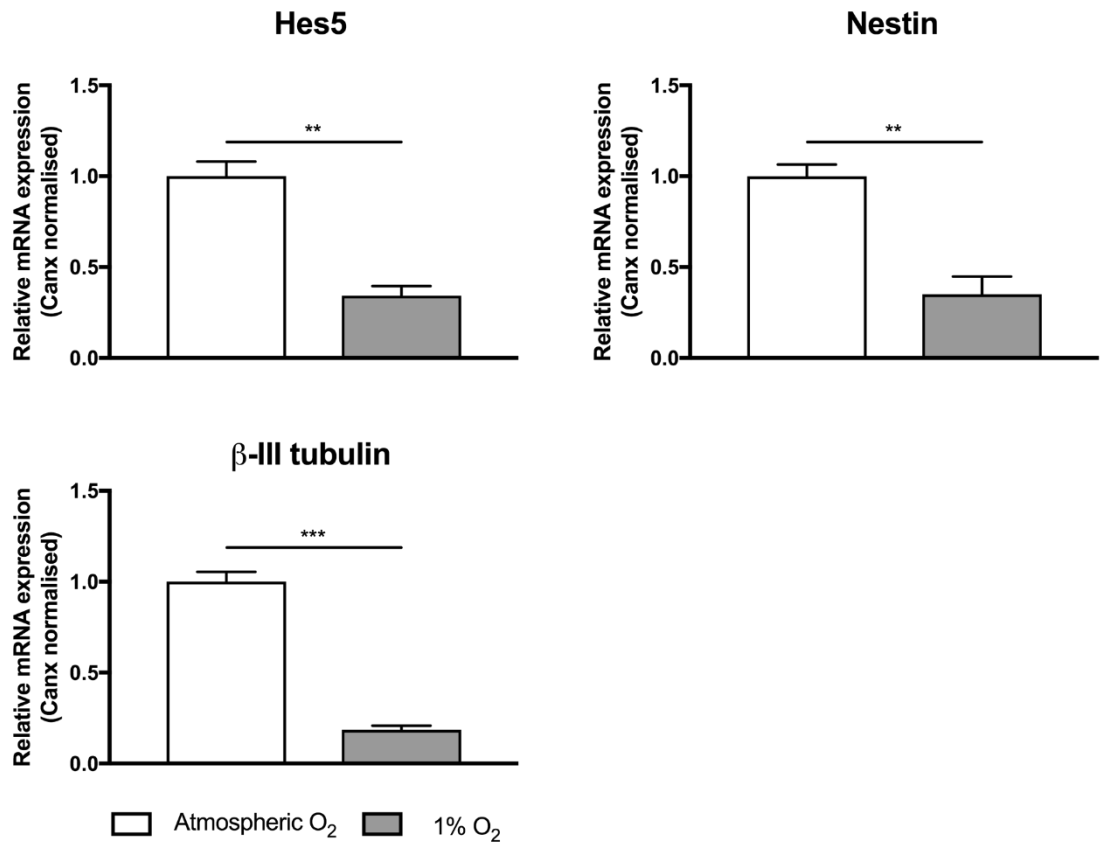 Hes5
Relative mRNA expression
(Canx normalised)
1.5
1.0
0.5
0.0
**
Nestin
Relative mRNA expression
(Canx normalised)
1.5
1.0
0.5
0.0
**
β-III tubulin
Relative mRNA expression
(Canx normalised)
1.5
1.0
0.5
0.0
***
Atmospheric O₂
1% O₂